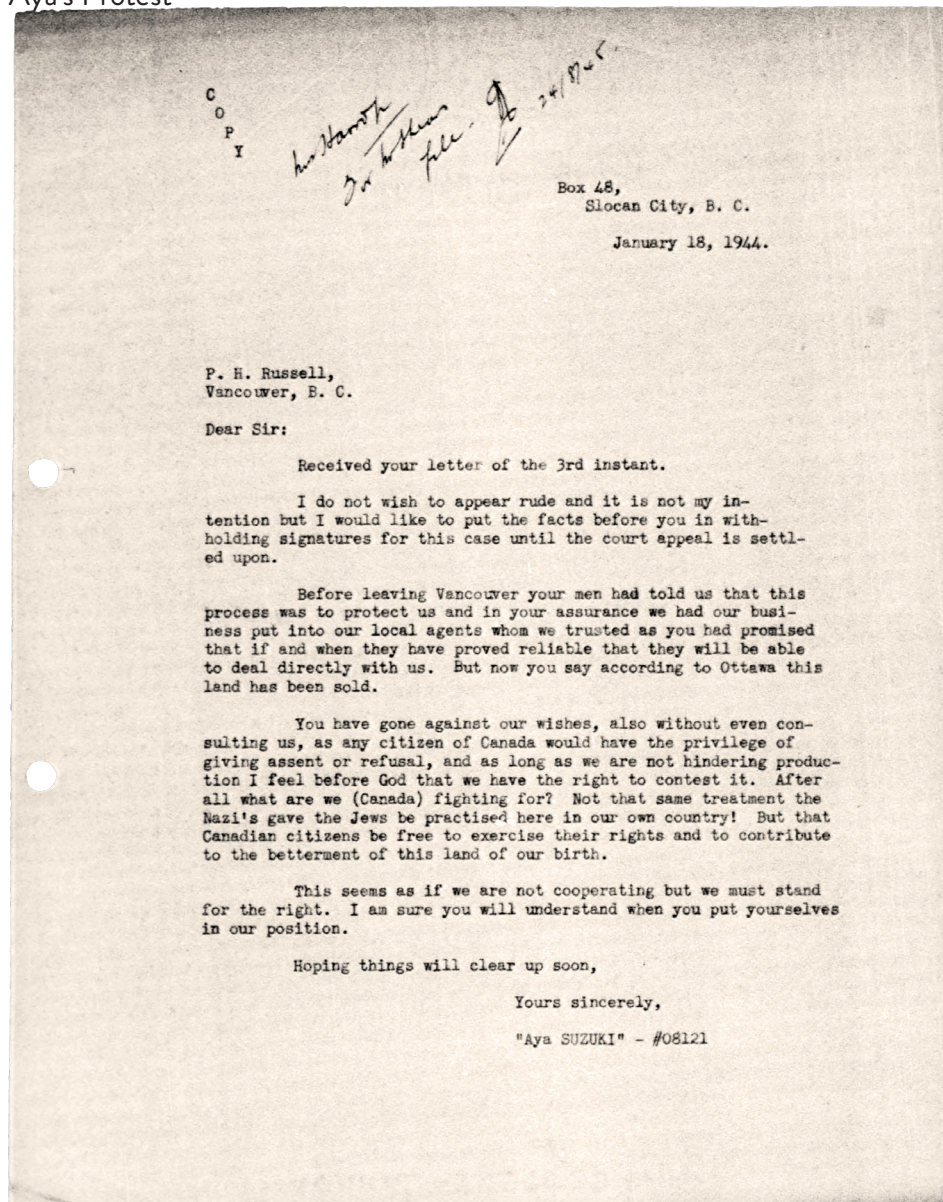 Aya's Protest
C
O
P
Y
file -
24/8/45
Box 48,
Slocan City, B. C.
January 18, 1944.
P. H. Russell,
Vancouver, B. C.
Dear Sir:
Received your letter of the 3rd instant.
I do not wish to appear rude and it is not my in-
tention but I would like to put the facts before you in with-
holding signatures for this case until the court appeal is settl-
ed upon.
Before leaving Vancouver your men had told us that this
process was to protect us and in your assurance we had our busi-
ness put into our local agents whom we trusted as you had promised
that if and when they have proved reliable that they will be able
to deal directly with us.  But now you say according to Ottawa this
land has been sold.
You have gone against our wishes, also without even con-
sulting us, as any citizen of Canada would have the privilege of
giving assent or refusal, and as long as we are not hindering produc-
tion I feel before God that we have the right to contest it.  After
all what are we (Canada) fighting for?  Not that same treatment the
Nazi's gave the Jews be practised here in our own country!  But that
Canadian citizens be free to exercise their rights and to contribute
to the betterment of this land of our birth.
This seems as if we are not cooperating but we must stand
for the right.  I am sure you will understand when you put yourselves
in our position.
Hoping things will clear up soon,
Yours sincerely,
"Aya SUZUKI" - #08121